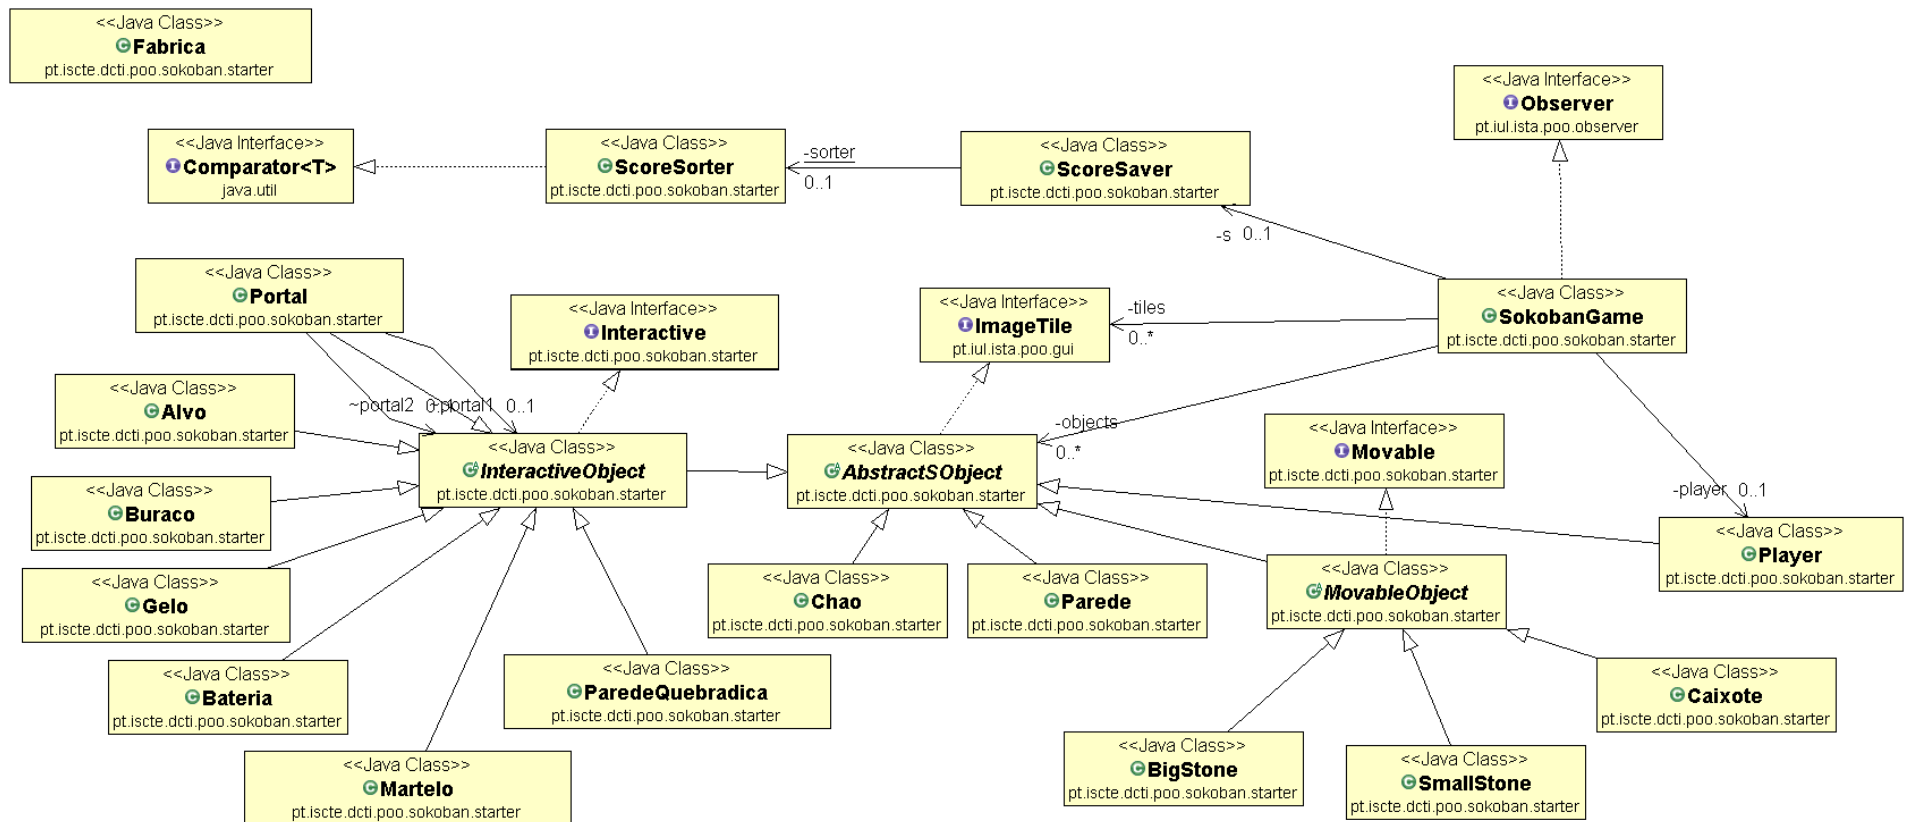 <<Java Class>>
Fabrica
pt.iscte.dcti.poo.sokoban.starter
<<Java Interface>>
Observer
pt.iul.ista.poo.observer
<<Java Interface>>
Comparator<T>
java.util
<<Java Class>>
ScoreSorter
pt.iscte.dcti.poo.sokoban.starter
-sorter
0..1
<<Java Class>>
ScoreSaver
pt.iscte.dcti.poo.sokoban.starter
-s 0..1
<<Java Class>>
Portal
pt.iscte.dcti.poo.sokoban.starter
<<Java Interface>>
Interactive
pt.iscte.dcti.poo.sokoban.starter
<<Java Interface>>
ImageTile
pt.iul.ista.poo.gui
-tiles
0..*
<<Java Class>>
SokobanGame
pt.iscte.dcti.poo.sokoban.starter
<<Java Class>>
Alvo
pt.iscte.dcti.poo.sokoban.starter
~portal2 0..1
~portal1 0..1
-objects
0..*
<<Java Interface>>
Movable
pt.iscte.dcti.poo.sokoban.starter
<<Java Class>>
InteractiveObject
pt.iscte.dcti.poo.sokoban.starter
<<Java Class>>
AbstractSObject
pt.iscte.dcti.poo.sokoban.starter
-player 0..1
<<Java Class>>
Buraco
pt.iscte.dcti.poo.sokoban.starter
<<Java Class>>
Player
pt.iscte.dcti.poo.sokoban.starter
<<Java Class>>
Gelo
pt.iscte.dcti.poo.sokoban.starter
<<Java Class>>
Chao
pt.iscte.dcti.poo.sokoban.starter
<<Java Class>>
Parede
pt.iscte.dcti.poo.sokoban.starter
<<Java Class>>
MovableObject
pt.iscte.dcti.poo.sokoban.starter
<<Java Class>>
Bateria
pt.iscte.dcti.poo.sokoban.starter
<<Java Class>>
ParedeQuebradica
pt.iscte.dcti.poo.sokoban.starter
<<Java Class>>
Caixote
pt.iscte.dcti.poo.sokoban.starter
<<Java Class>>
Martelo
pt.iscte.dcti.poo.sokoban.starter
<<Java Class>>
BigStone
pt.iscte.dcti.poo.sokoban.starter
<<Java Class>>
SmallStone
pt.iscte.dcti.poo.sokoban.starter